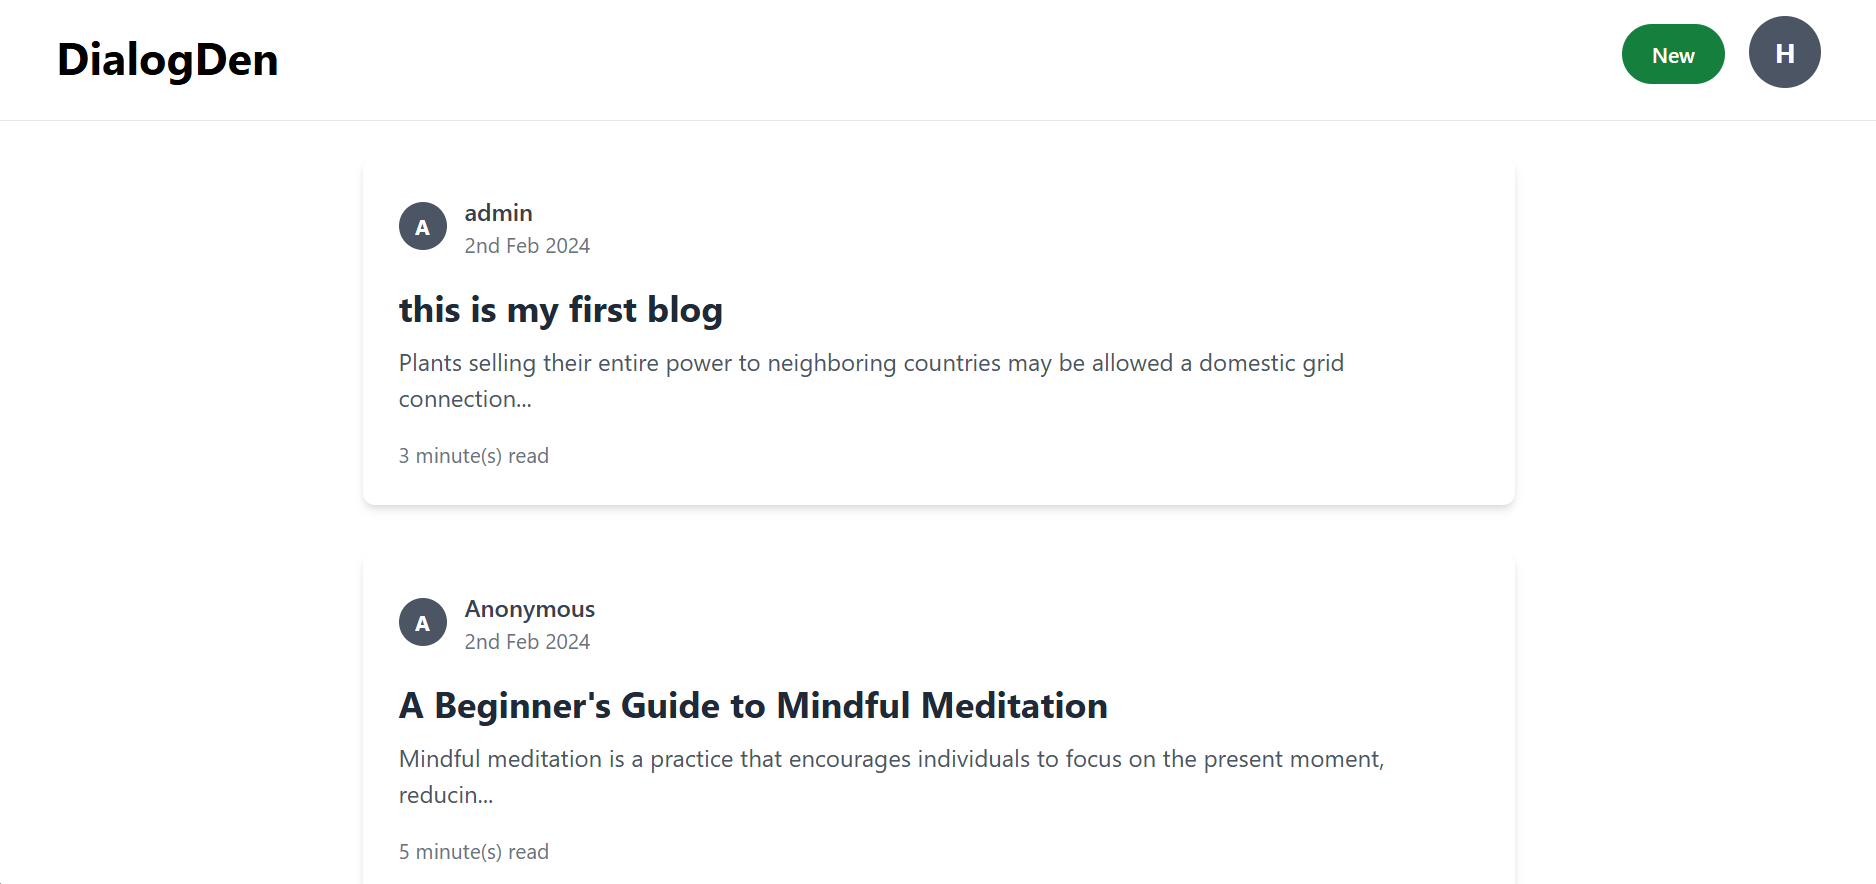 DialogDen
New
H
A
admin
2nd Feb 2024
this is my first blog
Plants selling their entire power to neighboring countries may be allowed a domestic grid
connection...
3 minute(s) read
A
Anonymous
2nd Feb 2024
A Beginner's Guide to Mindful Meditation
Mindful meditation is a practice that encourages individuals to focus on the present moment,
reducin...
5 minute(s) read